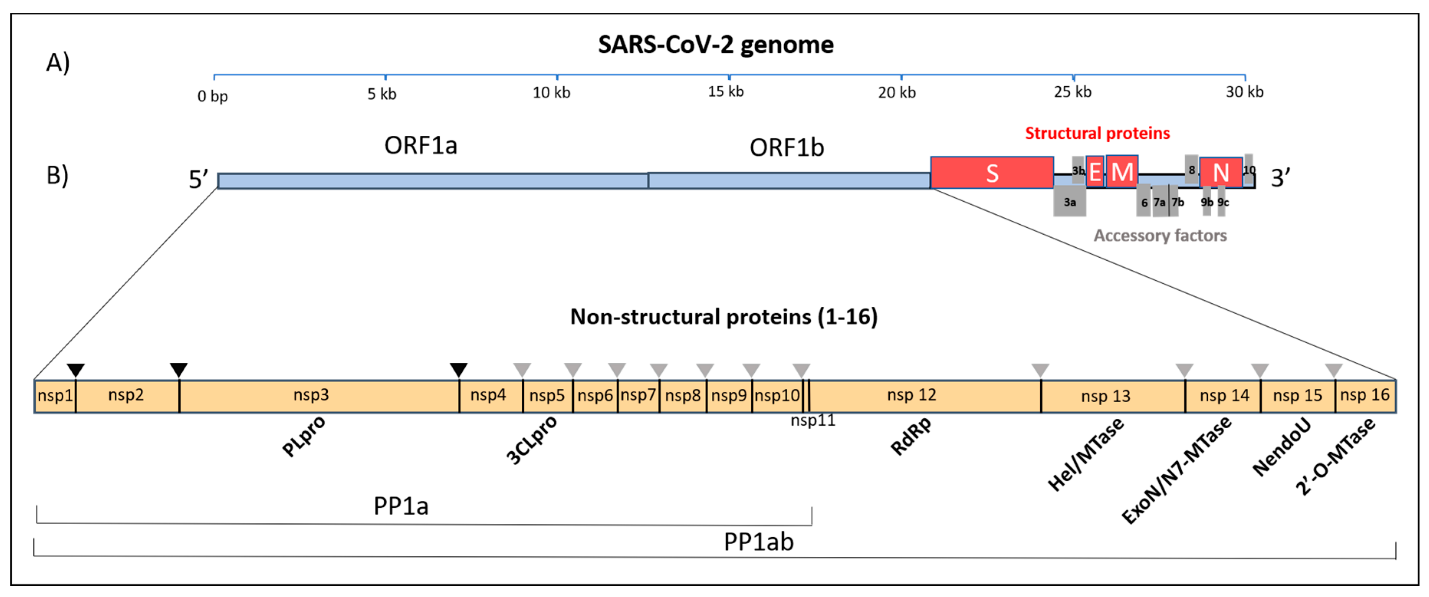 SARS-CoV-2 genome
A)
0 bp 5 kb 10 kb 15 kb 20 kb 25 kb 30 kb
Structural proteins
ORF1a ORF1b
B) 5’ S 3b E M 8 N 10 3’
3a 6 7a 7b 9b 9c
Accessory factors
Non-structural proteins (1-16)
nsp1 nsp2 nsp3 nsp4 nsp5 nsp6 nsp7 nsp8 nsp9 nsp10 nsp 12 nsp 13 nsp 14 nsp 15 nsp 16
nsp11
PLpro 3CLpro RdRp Hel/MTase ExoN/N7-MTase NendoU 2’-O-MTase
PP1a
PP1ab